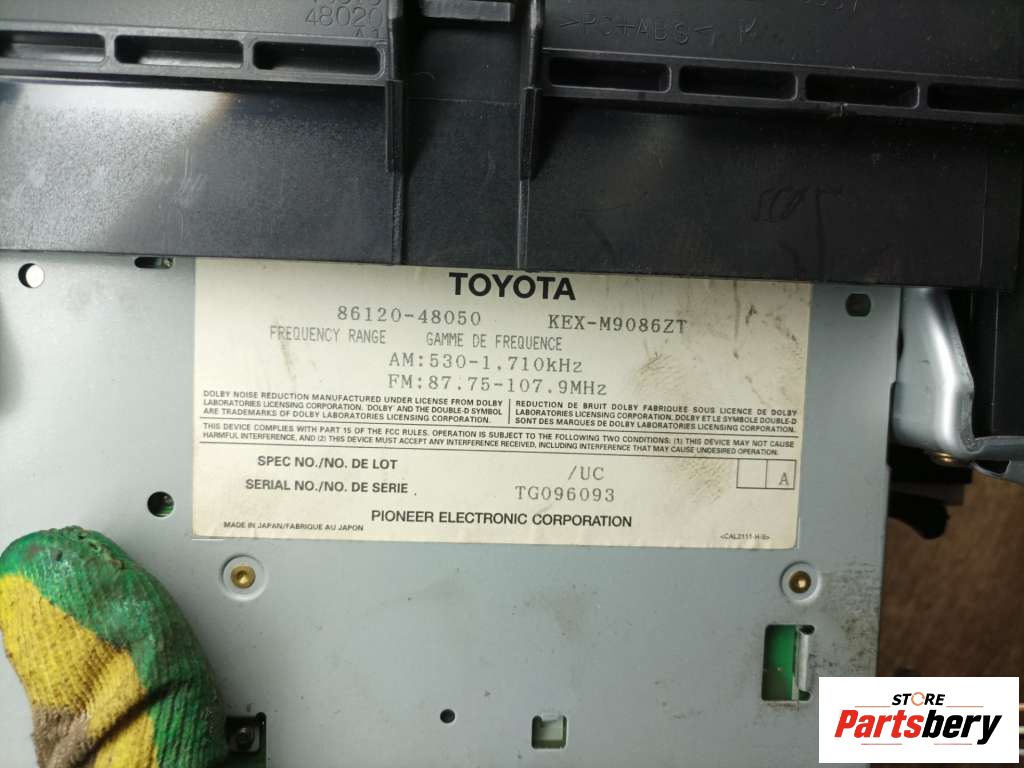 48020
>PC+ABS<
TOYOTA
86120-48050 KEX-M9086ZT
FREQUENCY RANGE GAMME DE FREQUENCE
AM:530-1,710kHz
FM:87.75-107.9MHz
DOLBY NOISE REDUCTION MANUFACTURED UNDER LICENSE FROM DOLBY
LABORATORIES LICENSING CORPORATION. 'DOLBY' AND THE DOUBLE-D SYMBOL
ARE TRADEMARKS OF DOLBY LABORATORIES LICENSING CORPORATION.
REDUCTION DE BRUIT DOLBY FABRIQUEE SOUS LICENCE DE DOLBY
LABORATORIES LICENSING CORPORATION. DOLBY ET LE SYMBOLE DOUBLE-D
SONT DES MARQUES DE DOLBY LABORATORIES LICENSING CORPORATION.
THIS DEVICE COMPLIES WITH PART 15 OF THE FCC RULES. OPERATION IS SUBJECT TO THE FOLLOWING TWO CONDITIONS: (1) THIS DEVICE MAY NOT CAUSE
HARMFUL INTERFERENCE, AND (2) THIS DEVICE MUST ACCEPT ANY INTERFERENCE RECEIVED, INCLUDING INTERFERENCE THAT MAY CAUSE UNDESIRED OPERATION.
SPEC NO./NO. DE LOT /UC A
SERIAL NO./NO. DE SERIE . TG096093
PIONEER ELECTRONIC CORPORATION
MADE IN JAPAN/FABRIQUE AU JAPON
STORE
Partsbery